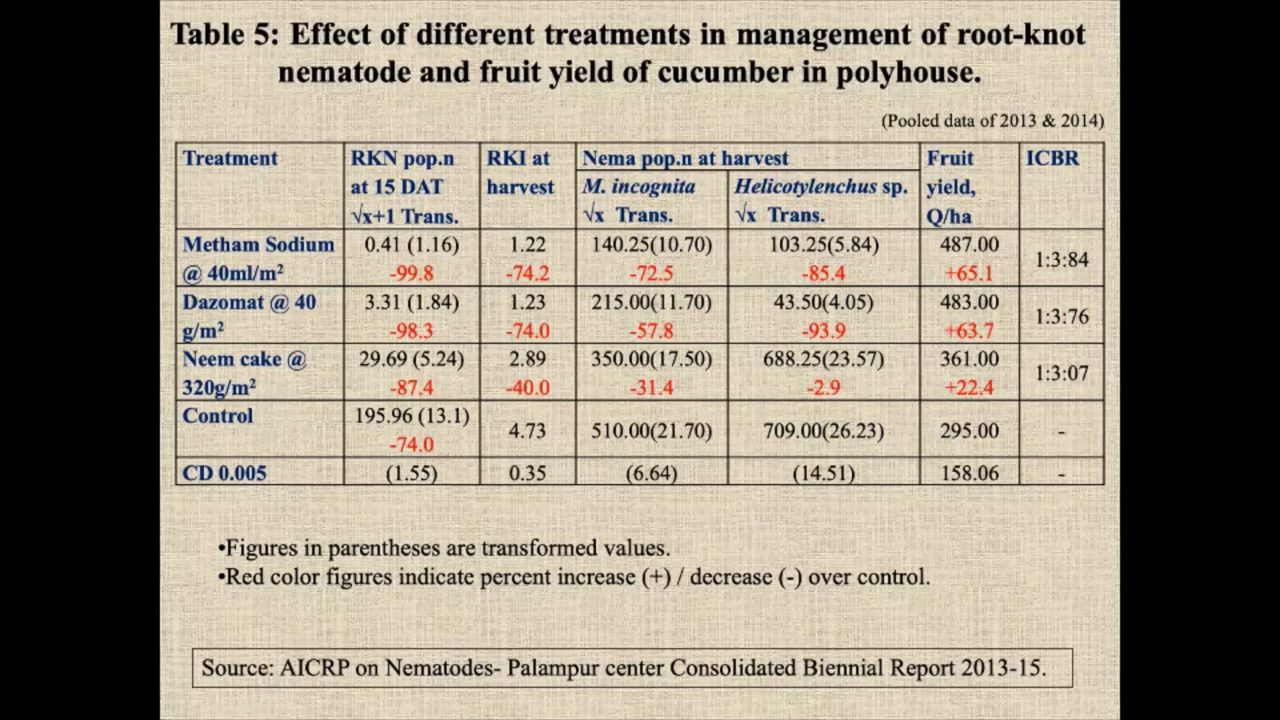 Table 5: Effect of different treatments in management of root-knot
nematode and fruit yield of cucumber in polyhouse.
(Pooled data of 2013 & 2014)
Treatment RKN pop.n RKI at Nema pop.n at harvest Fruit ICBR
at 15 DAT harvest M. incognita Helicotylenchus sp. yield,
√x+1 Trans. √x Trans. √x Trans. Q/ha
Metham Sodium 0.41 (1.16) 1.22 140.25(10.70) 103.25(5.84) 487.00 1:3:84
@ 40ml/m² -99.8 -74.2 -72.5 -85.4 +65.1
Dazomat @ 40 3.31 (1.84) 1.23 215.00(11.70) 43.50(4.05) 483.00 1:3:76
g/m² -98.3 -74.0 -57.8 -93.9 +63.7
Neem cake @ 29.69 (5.24) 2.89 350.00(17.50) 688.25(23.57) 361.00 1:3:07
320g/m² -87.4 -40.0 -31.4 -2.9 +22.4
Control 195.96 (13.1) 4.73 510.00(21.70) 709.00(26.23) 295.00 -
-74.0
CD 0.005 (1.55) 0.35 (6.64) (14.51) 158.06 -
•Figures in parentheses are transformed values.
•Red color figures indicate percent increase (+) / decrease (-) over control.
Source: AICRP on Nematodes- Palampur center Consolidated Biennial Report 2013-15.